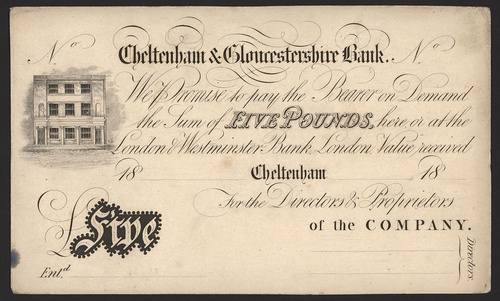 Cheltenham & Gloucestershire Bank.
No No
We Promise to pay the Bearer on Demand
the Sum of FIVE POUNDS, here or at the
London & Westminster Bank London Value received
18 Cheltenham 18
For the Directors & Proprietors
of the COMPANY.
£ Five
Directors
Ent.d